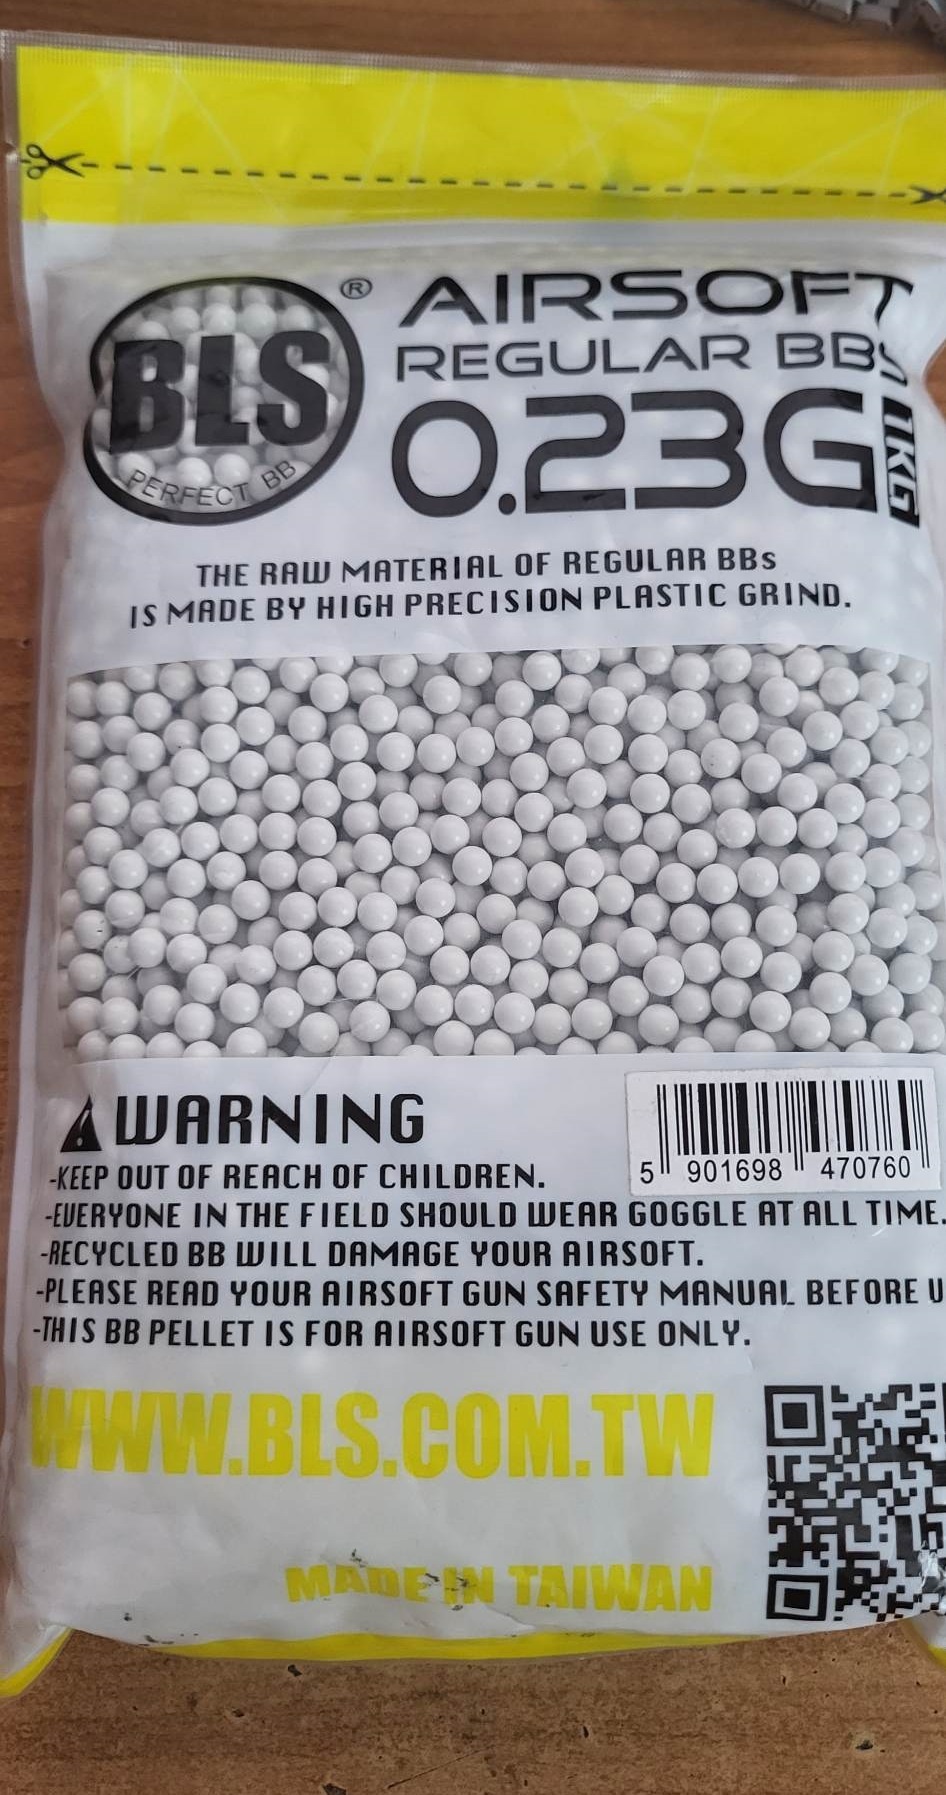 BLS
PERFECT BB
®
AIRSOFT
REGULAR BBs
0.23G
1KG
THE RAW MATERIAL OF REGULAR BBs
IS MADE BY HIGH PRECISION PLASTIC GRIND.
WARNING
-KEEP OUT OF REACH OF CHILDREN.
-EVERYONE IN THE FIELD SHOULD WEAR GOGGLE AT ALL TIME.
-RECYCLED BB WILL DAMAGE YOUR AIRSOFT.
-PLEASE READ YOUR AIRSOFT GUN SAFETY MANUAL BEFORE U
-THIS BB PELLET IS FOR AIRSOFT GUN USE ONLY.
5 901698 470760
WWW.BLS.COM.TW
MADE IN TAIWAN